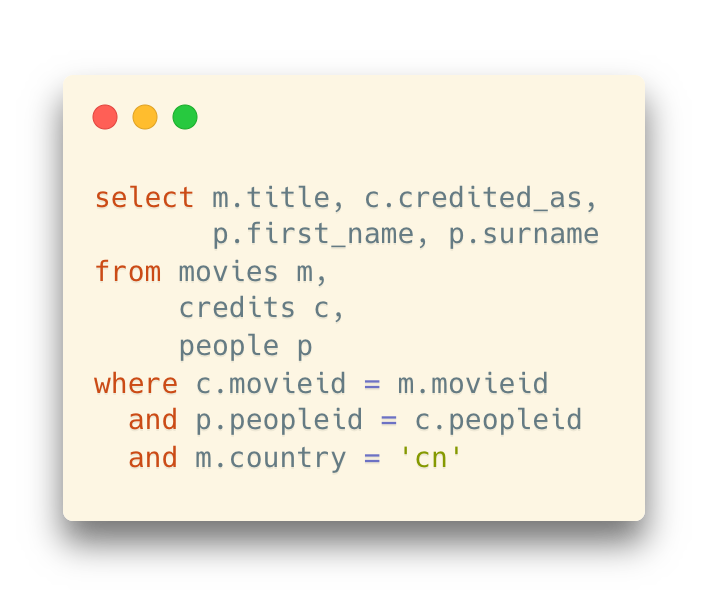 select m.title, c.credited_as,
       p.first_name, p.surname
from movies m,
     credits c,
     people p
where c.movieid = m.movieid
  and p.peopleid = c.peopleid
  and m.country = 'cn'